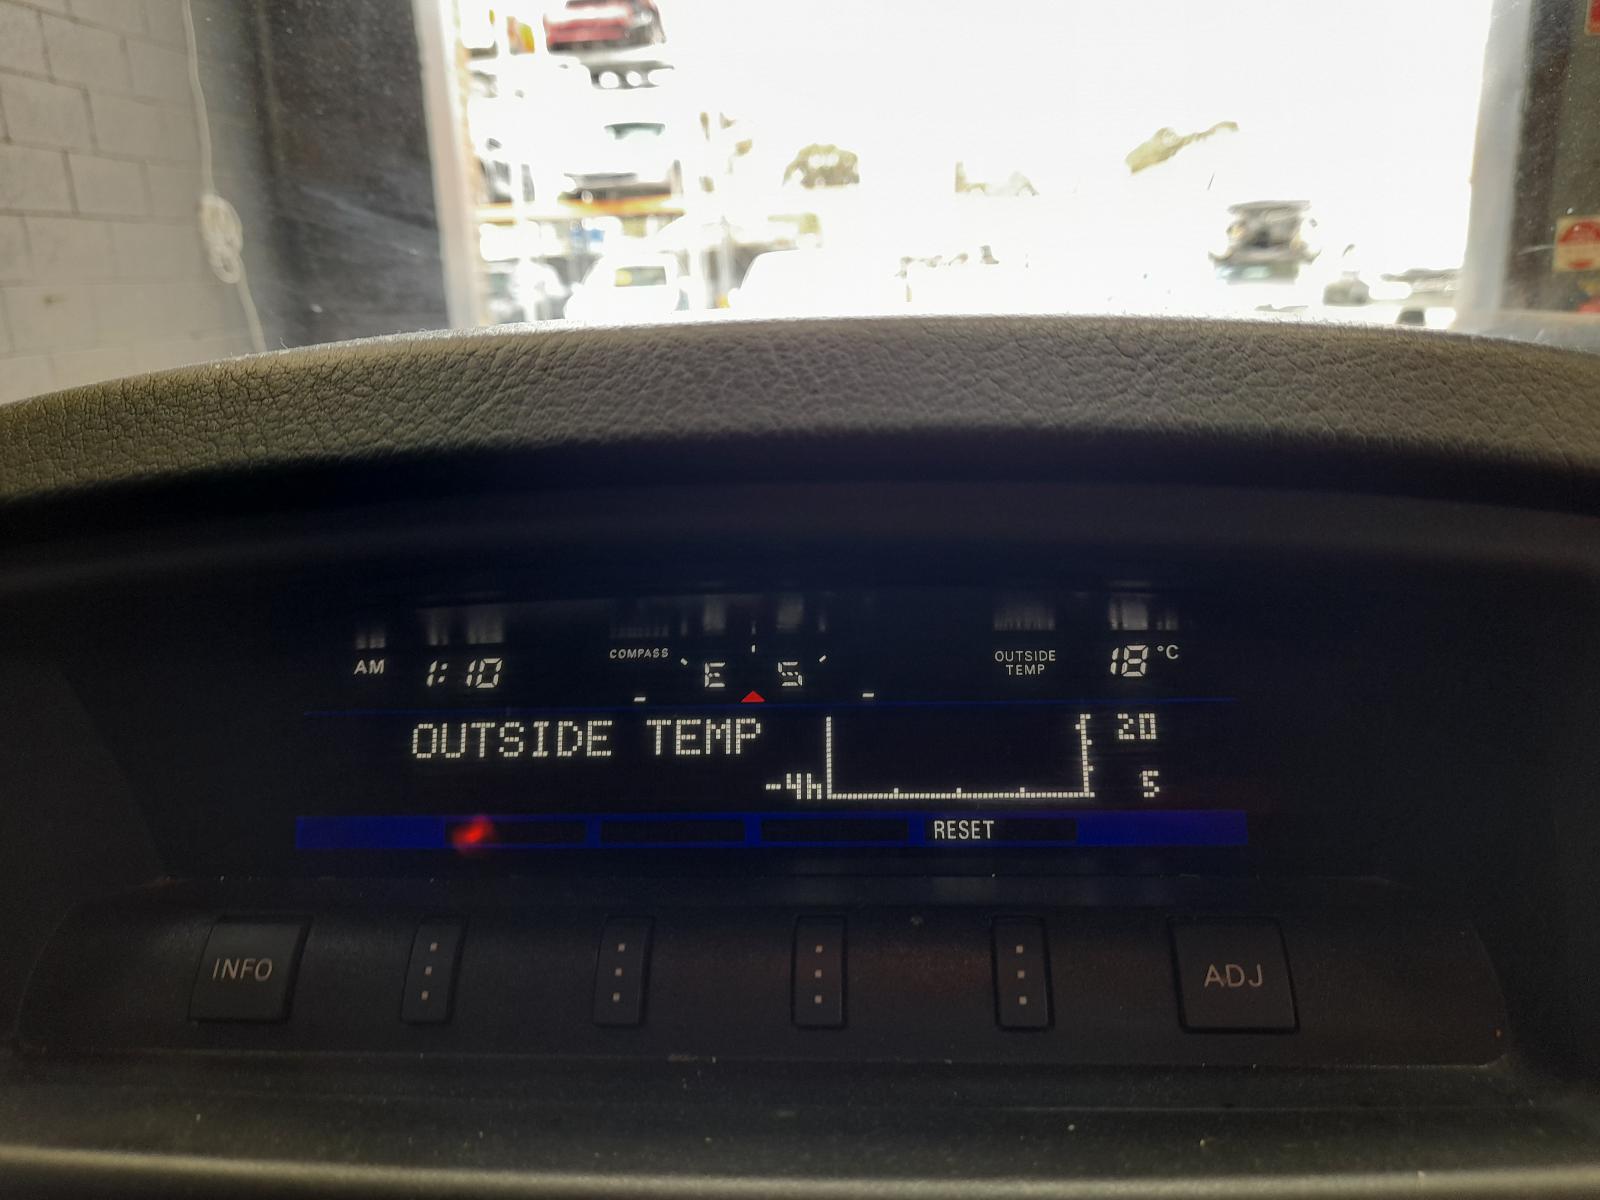 AM 1:10 COMPASS E S OUTSIDE TEMP 18 °C
OUTSIDE TEMP
20
-4h
5
RESET
INFO
ADJ